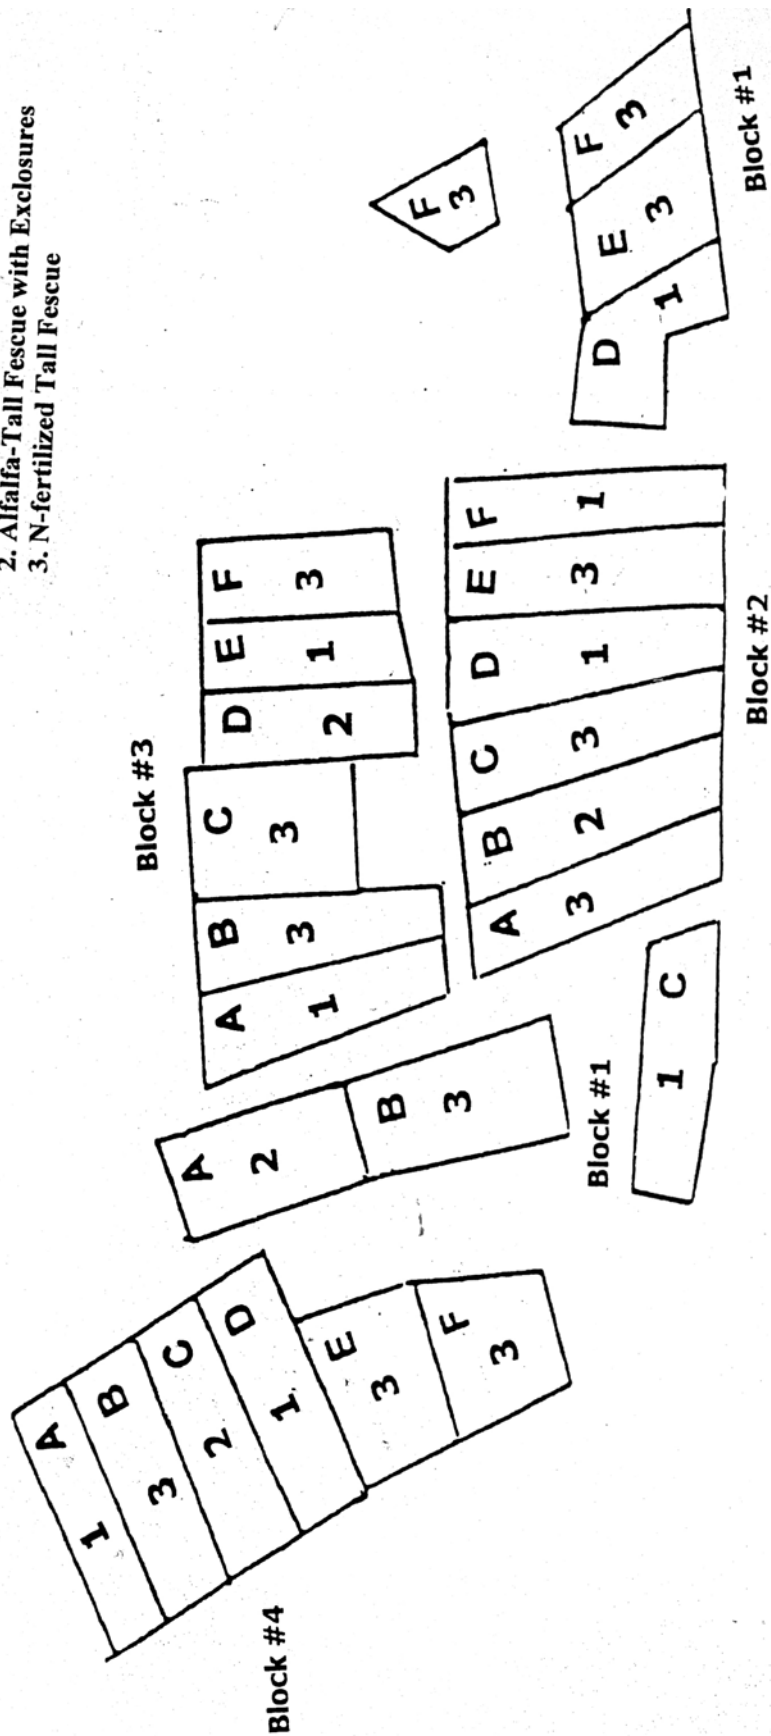 2. Alfalfa-Tall Fescue with Exclosures
3. N-fertilized Tall Fescue
Block #4
A 1
B 3
C 2
D 1
E 3
F 3
Block #1
A 2
B 3
1 C
Block #3
A 1
B 3
C 3
D 2
E 1
F 3
Block #2
A 3
B 2
C 3
D 1
E 3
F 1
Block #1
D 1
E 3
F 3
F 3